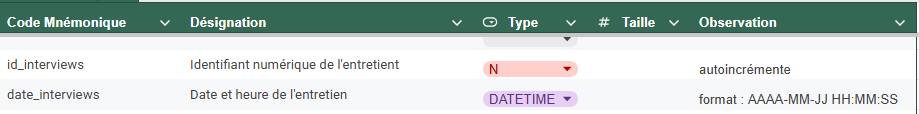 Code Mnémonique Désignation Type # Taille Observation
id_interviews Identifiant numérique de l'entretient N autoincrémente
date_interviews Date et heure de l'entretien DATETIME format : AAAA-MM-JJ HH:MM:SS